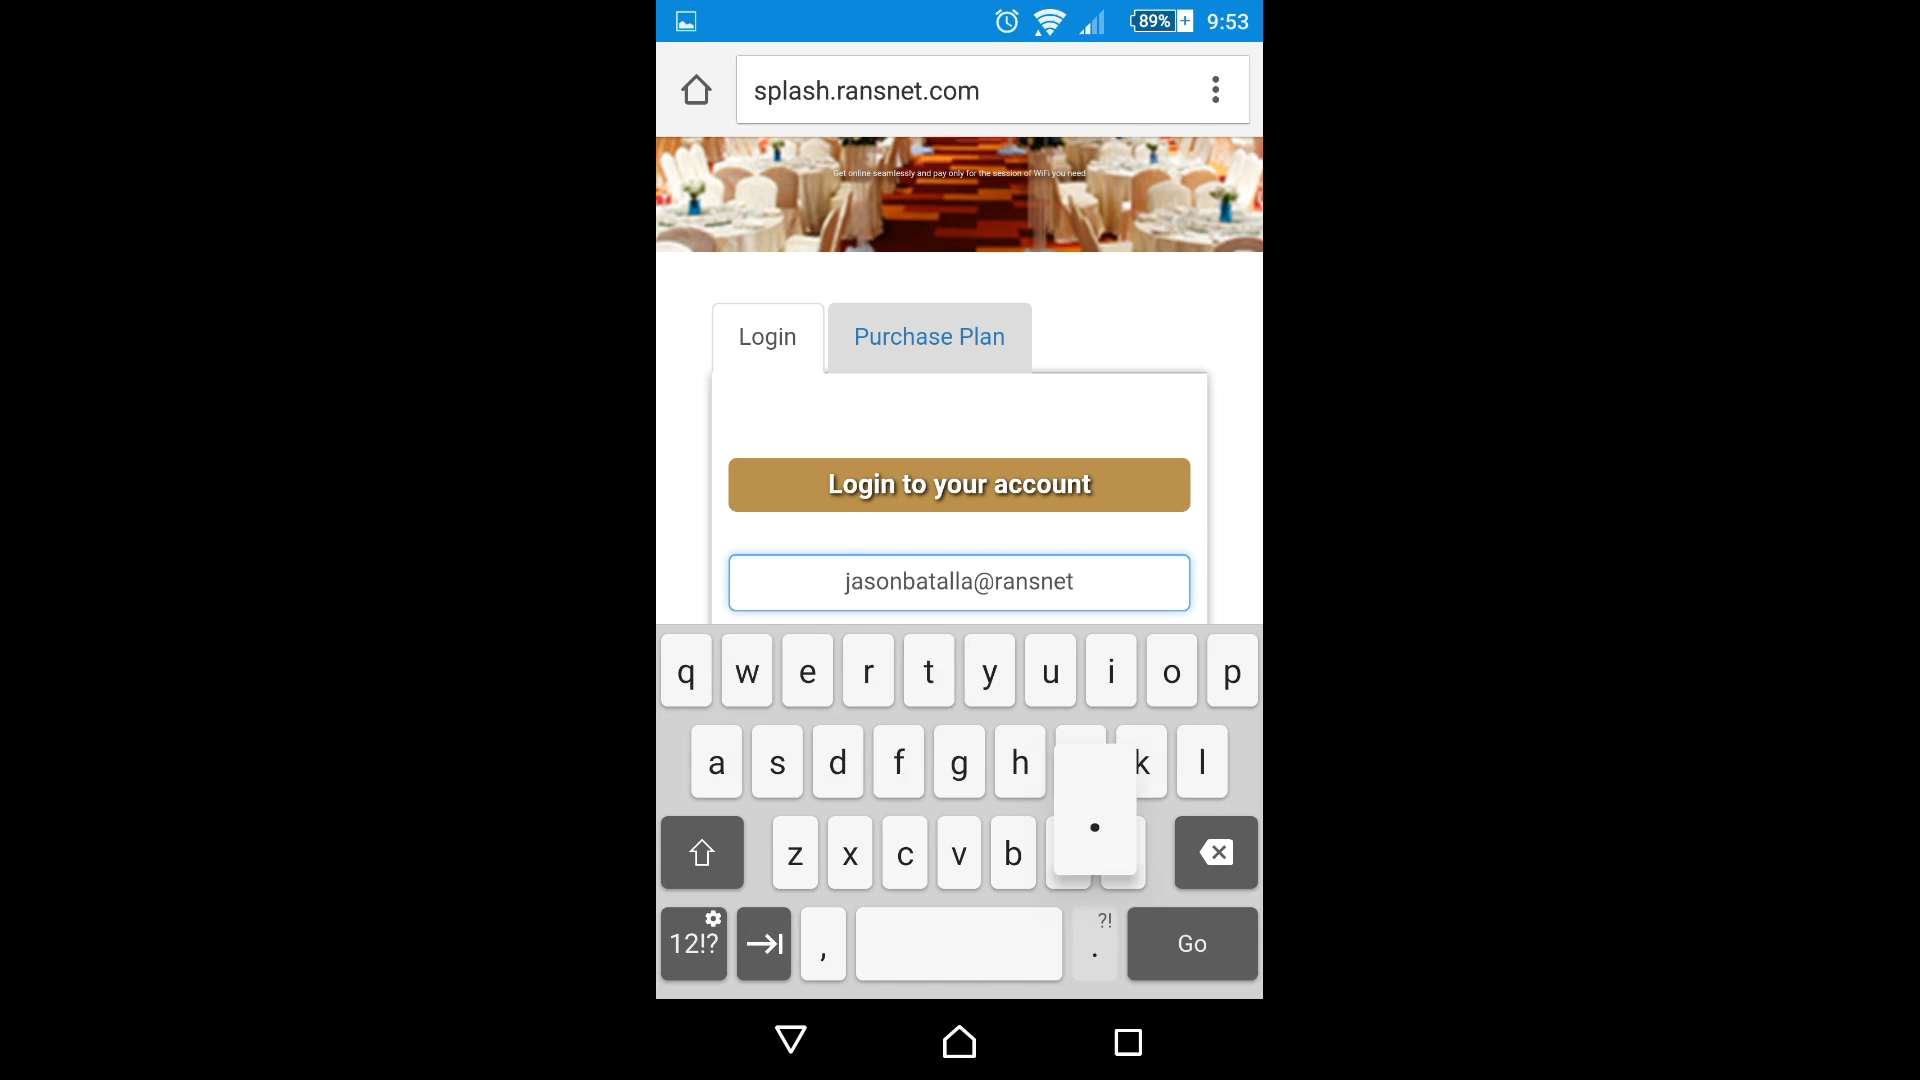 89% 9:53
splash.ransnet.com
Get online seamlessly and pay only for the session of WiFi you need
Login Purchase Plan
Login to your account
jasonbatalla@ransnet
q w e r t y u i o p
a s d f g h k l
z x c v b .
12!? , ?! . Go